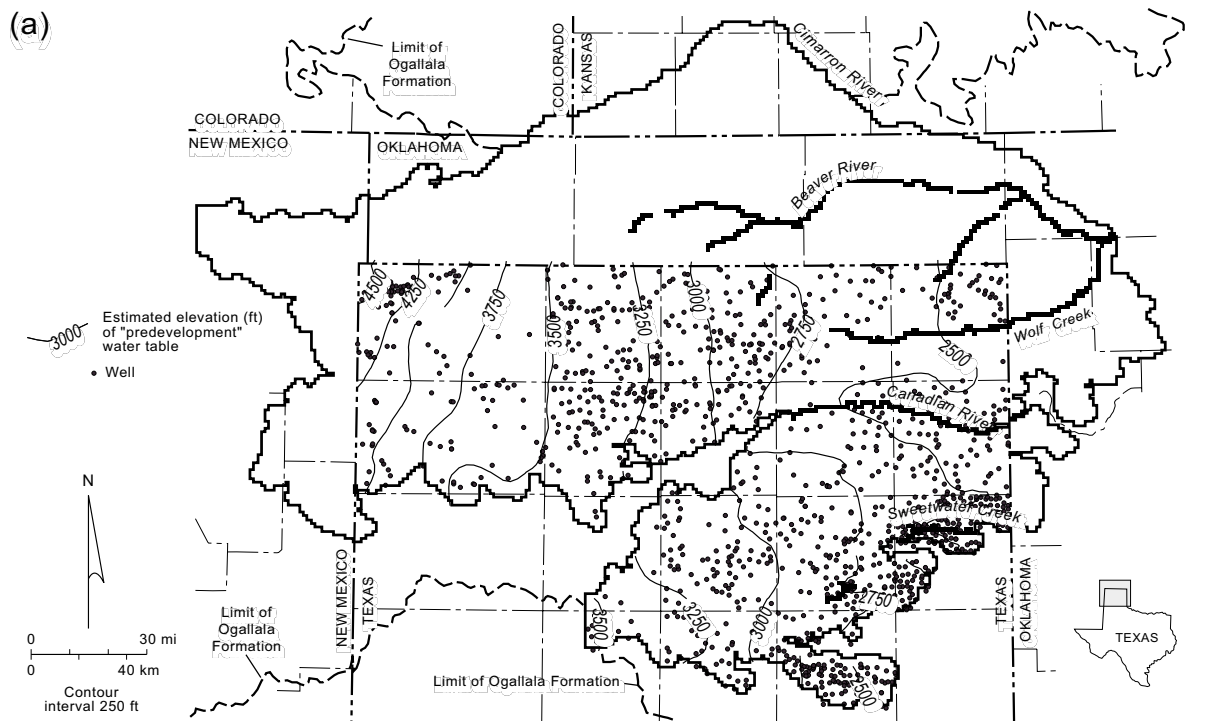 (a)
Limit of
Ogallala
Formation
COLORADO
KANSAS
Cimarron River
COLORADO
NEW MEXICO
OKLAHOMA
Beaver River
4500
4250
3750
3500
3250
3000
2750
2500
Wolf Creek
3000
Estimated elevation (ft)
of "predevelopment"
water table
Well
Canadian River
N
Sweetwater Creek
NEW MEXICO
TEXAS
TEXAS
OKLAHOMA
Limit of
Ogallala
Formation
3500
3250
3000
2750
2500
0 30 mi
0 40 km
Contour
interval 250 ft
Limit of Ogallala Formation
TEXAS